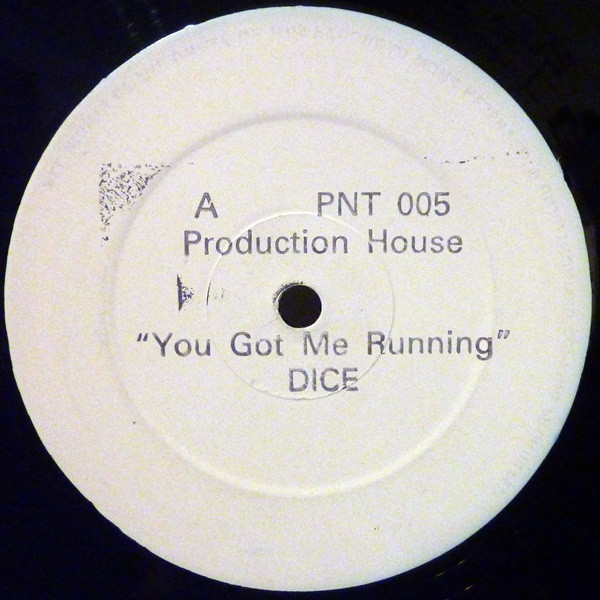 A PNT 005
Production House
“You Got Me Running”
DICE